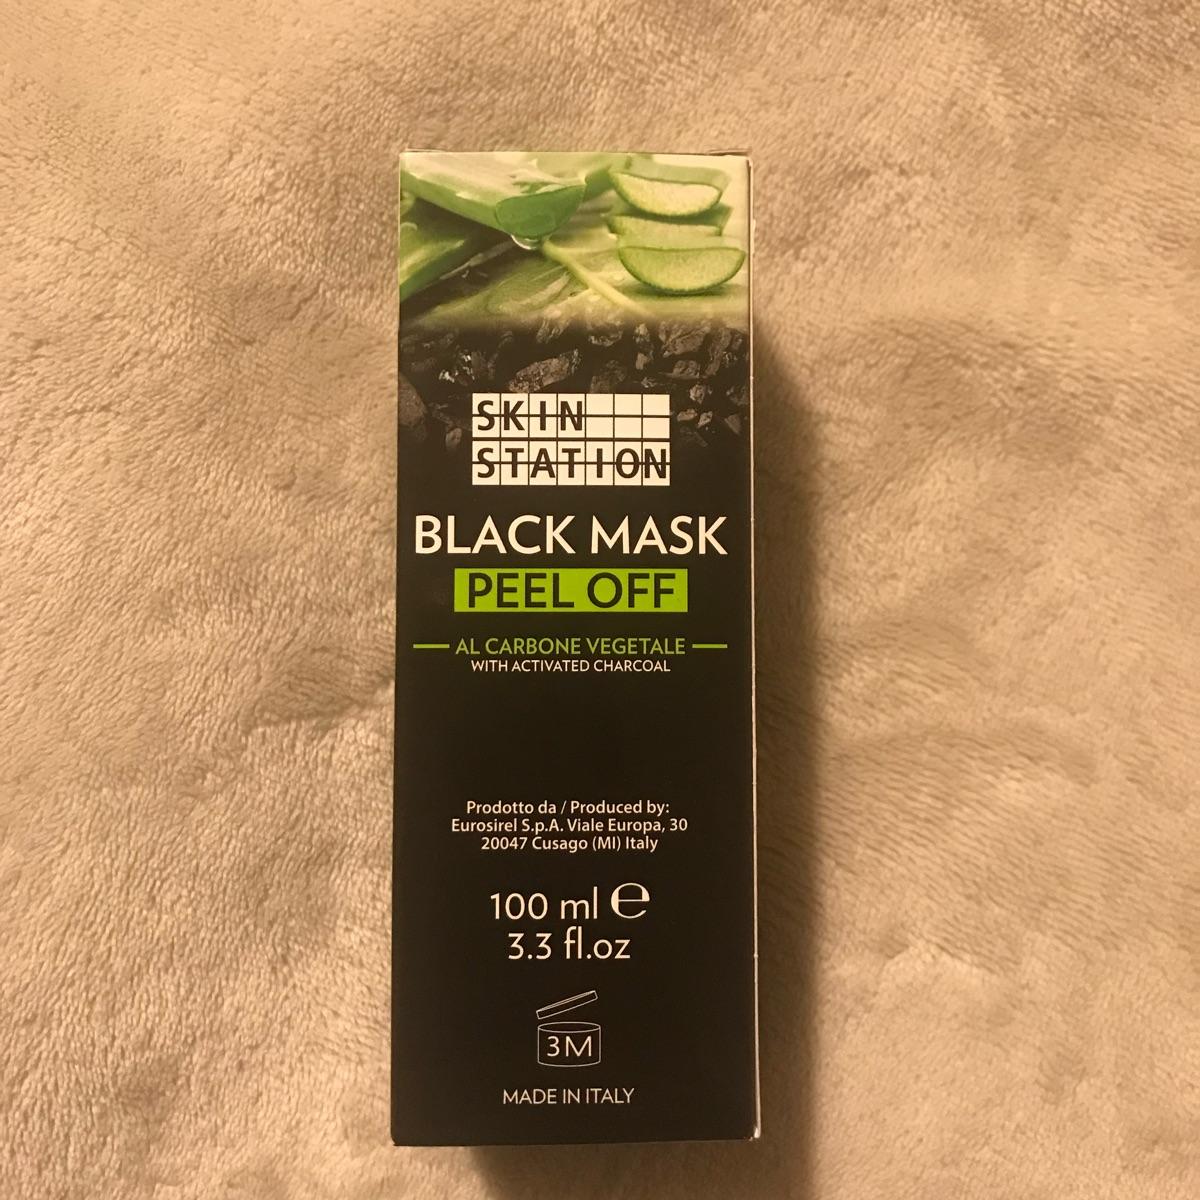 SKIN
STATION
BLACK MASK
PEEL OFF
AL CARBONE VEGETALE
WITH ACTIVATED CHARCOAL
Prodotto da / Produced by:
Eurosirel S.p.A. Viale Europa, 30
20047 Cusago (MI) Italy
100 ml ℮
3.3 fl.oz
3M
MADE IN ITALY